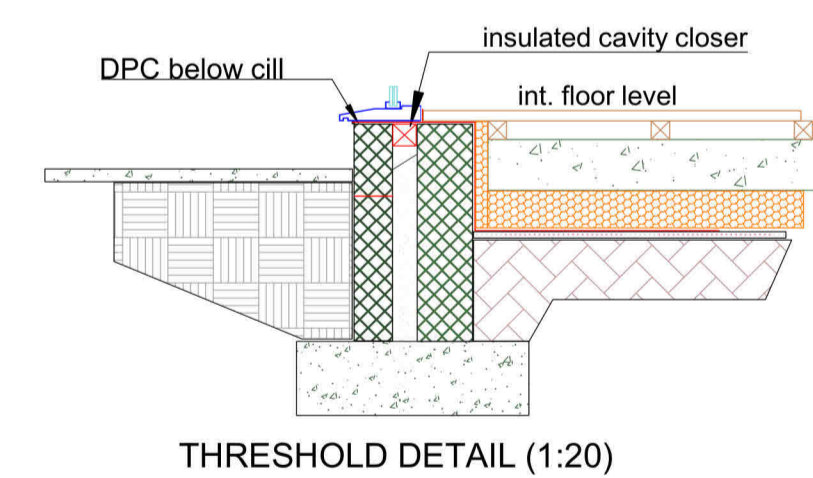 insulated cavity closer
DPC below cill
int. floor level
THRESHOLD DETAIL (1:20)